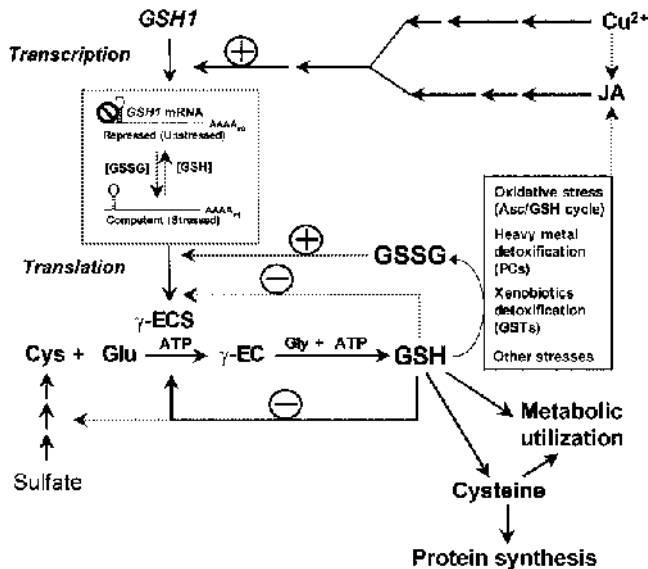 GSH1
Cu²⁺
Transcription
+
JA
GSH1 mRNA
AAAA
Repressed (Unstressed)
[GSSG] [GSH]
AAAA
Competent (Stressed)
Oxidative stress
(Asc/GSH cycle)
Heavy metal
detoxification
(PCs)
Xenobiotics
detoxification
(GSTs)
Other stresses
+
GSSG
Translation
−
γ-ECS
Cys + Glu ATP γ-EC Gly + ATP GSH
−
Metabolic
utilization
Sulfate
Cysteine
Protein synthesis